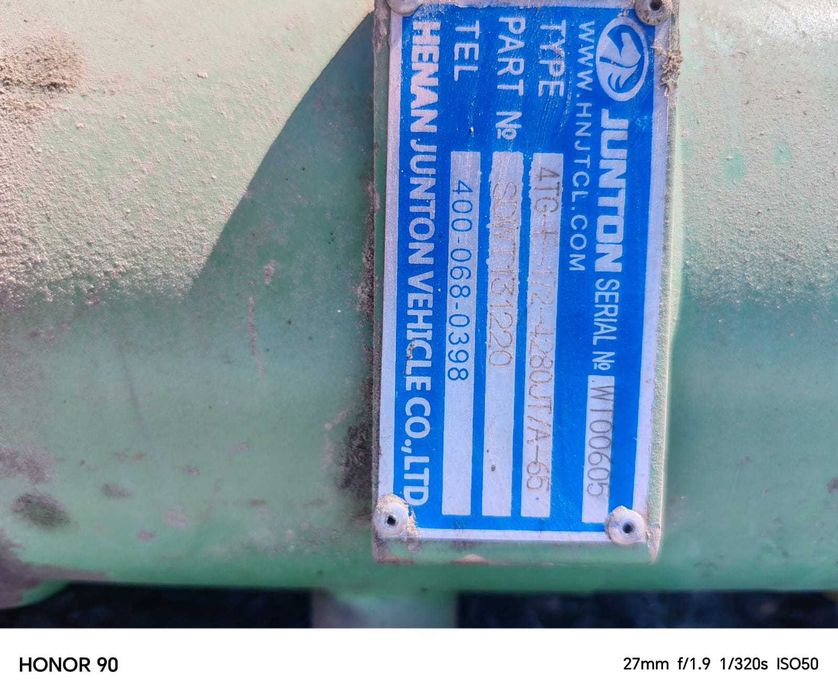 JUNTON SERIAL № WT00605
WWW.HNJTCL.COM
TYPE
PART №
TEL 400-068-0398
HENAN JUNTON VEHICLE CO.,LTD
HONOR 90
27mm f/1.9 1/320s ISO50